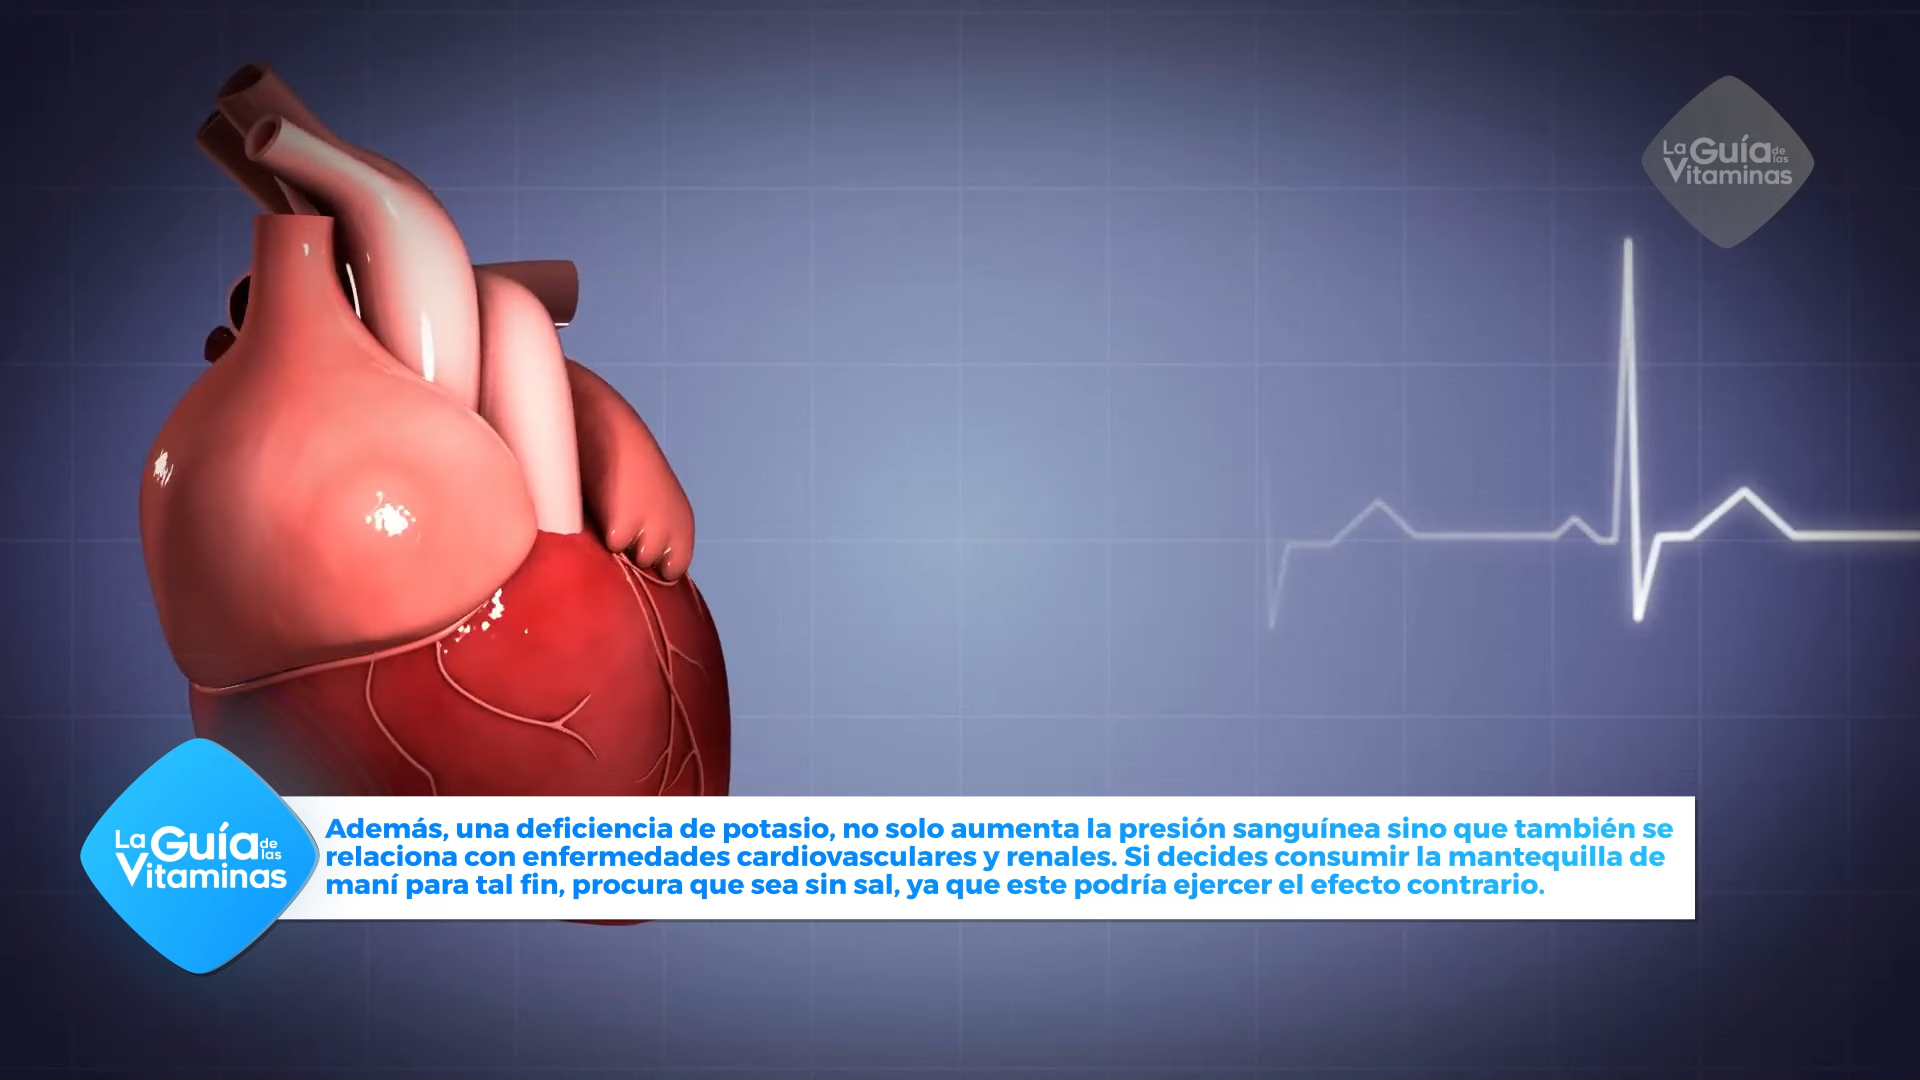 La Guía de las
Vitaminas
La Guía de las
Vitaminas
Además, una deficiencia de potasio, no solo aumenta la presión sanguínea sino que también se
relaciona con enfermedades cardiovasculares y renales. Si decides consumir la mantequilla de
maní para tal fin, procura que sea sin sal, ya que este podría ejercer el efecto contrario.